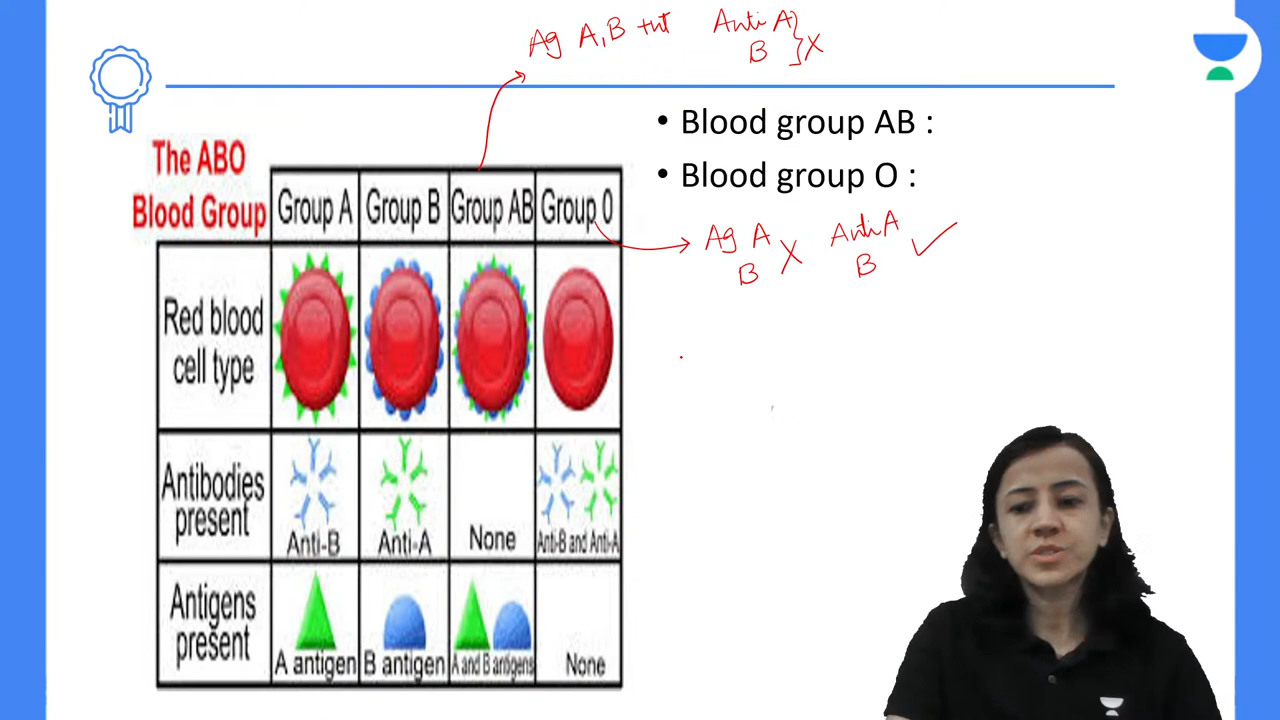 Ag A,B tnt Anti A
B } X
• Blood group AB :
• Blood group O :
Ag A X Anti A ✓
B B
The ABO
Blood Group
Group A Group B Group AB Group O
Red blood
cell type
Antibodies
present
Anti-B Anti-A None Anti-B and Anti-A
Antigens
present
A antigen B antigen A and B antigens None